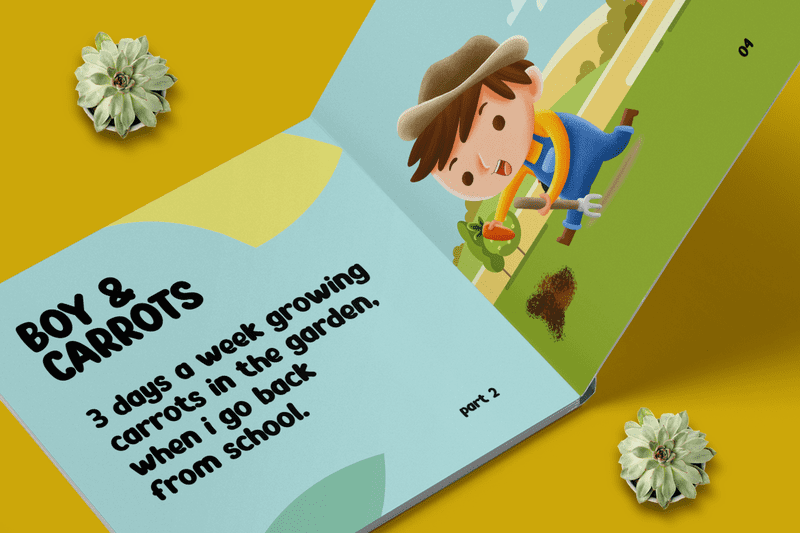 BOY &
CARROTS
3 days a week growing
carrots in the garden,
when i go back
from school.
part 2
04